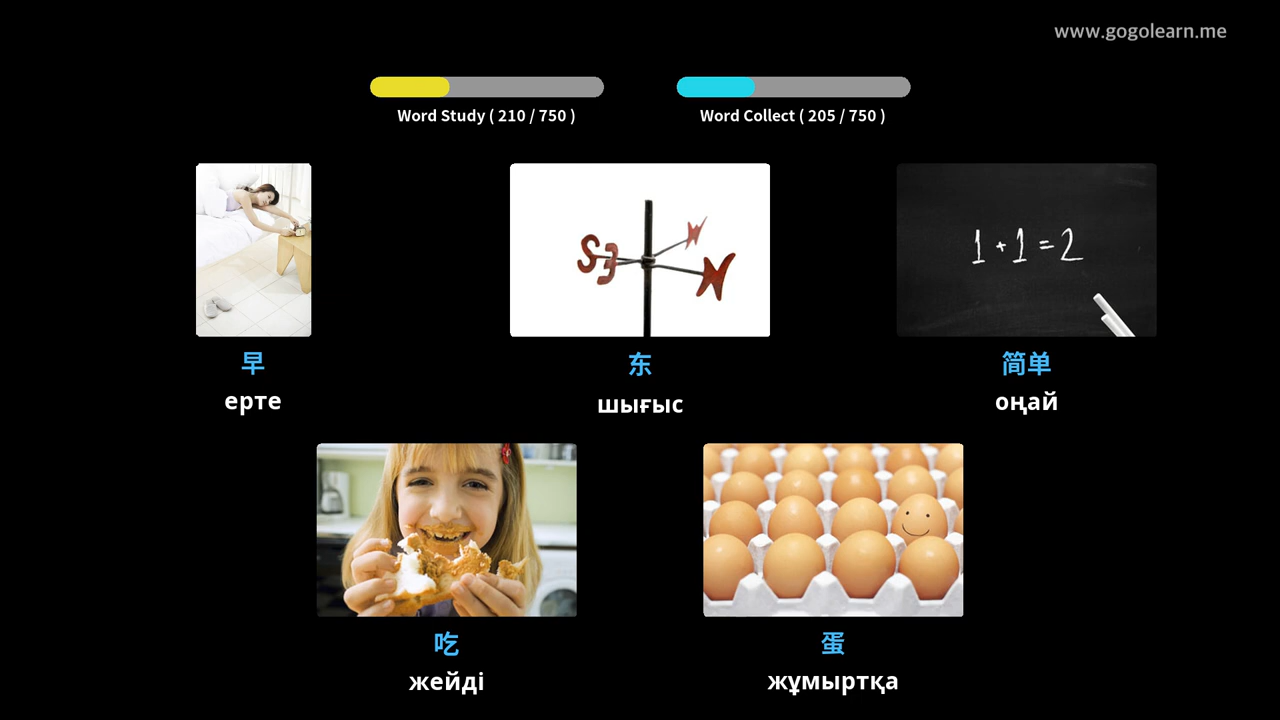 www.gogolearn.me
Word Study ( 210 / 750 )
Word Collect ( 205 / 750 )
S E N N
1 + 1 = 2
早
东
简单
ерте
шығыс
оңай
吃
蛋
жейді
жұмыртқа